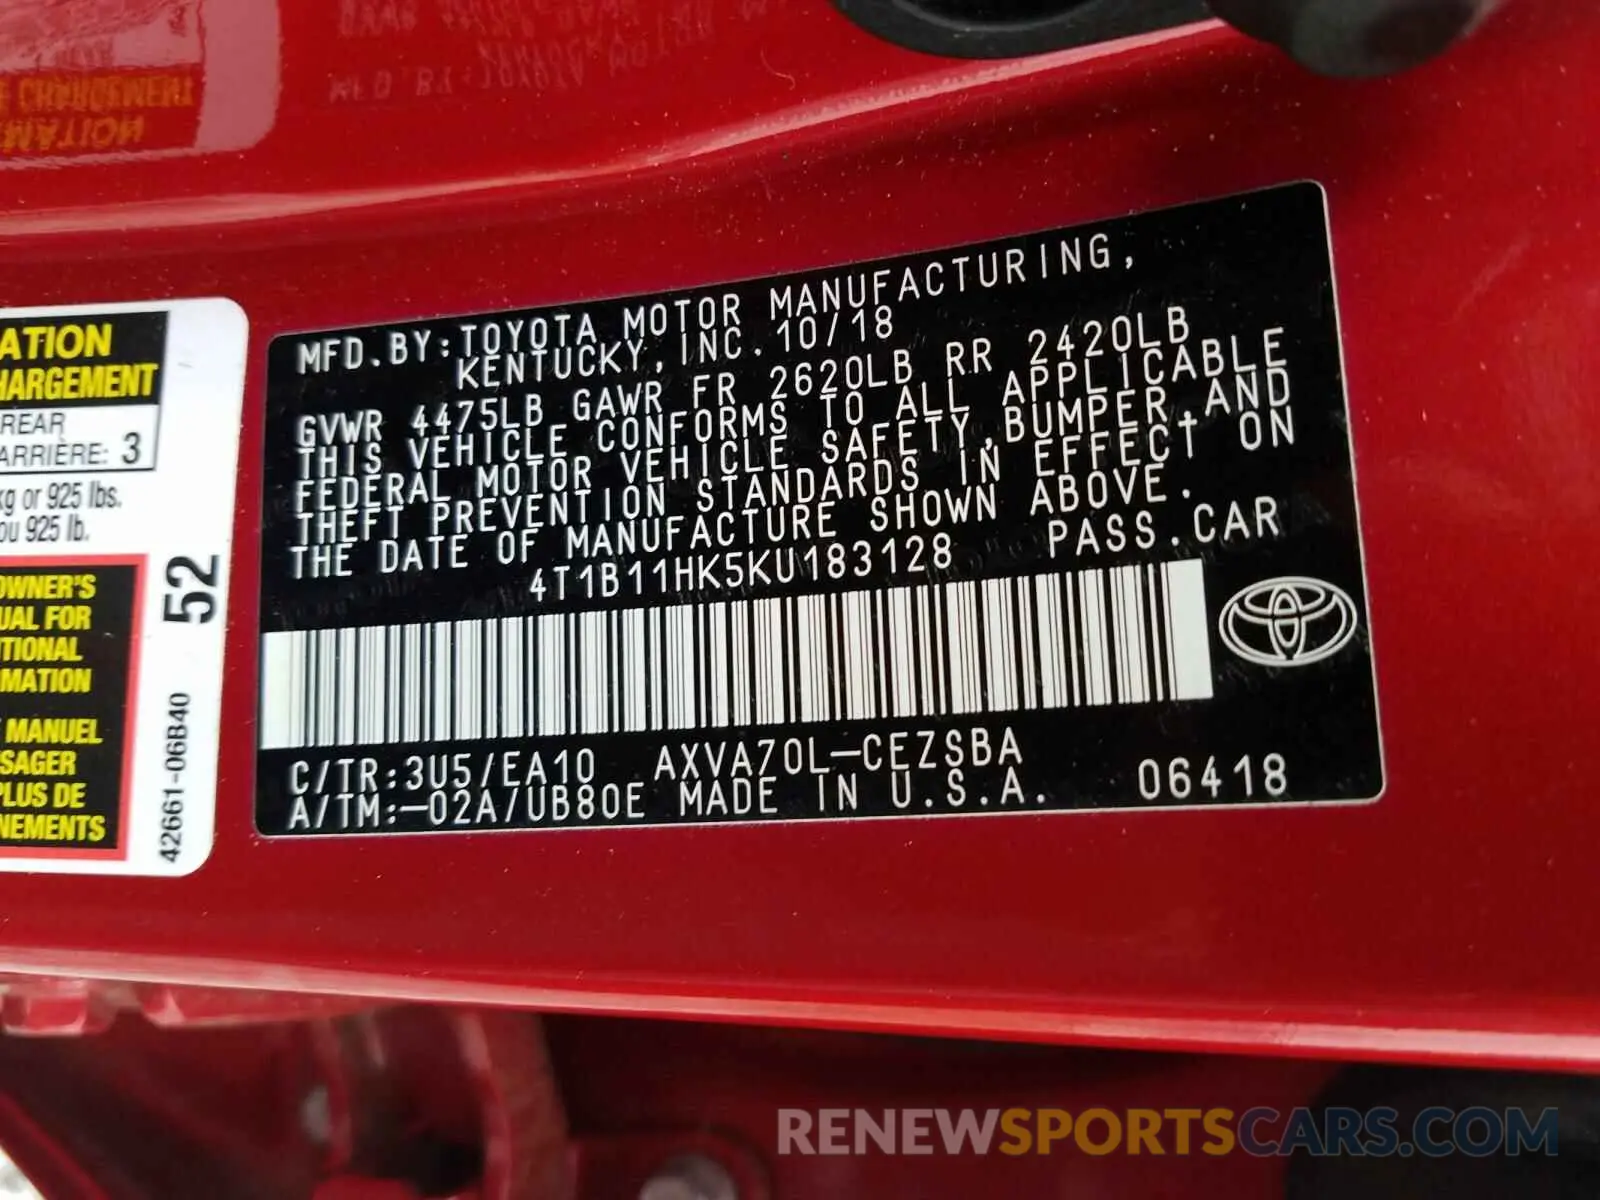 MFD.BY:TOYOTA MOTOR MANUFACTURING,
KENTUCKY, INC. 10/18
GVWR 4475LB GAWR FR 2620LB RR 2420LB
THIS VEHICLE CONFORMS TO ALL APPLICABLE
FEDERAL MOTOR VEHICLE SAFETY,BUMPER,AND
THEFT PREVENTION STANDARDS IN EFFECT ON
THE DATE OF MANUFACTURE SHOWN ABOVE.
4T1B11HK5KU183128 PASS.CAR
C/TR:3U5/EA10 AXVA70L-CEZSBA
A/TM:-02A/UB80E MADE IN U.S.A. 06418
ATION
HARGEMENT
REAR
ARRIÈRE: 3
kg or 925 lbs.
ou 925 lb.
OWNER'S
UAL FOR
TIONAL
MATION
MANUEL
SAGER
PLUS DE
NEMENTS
52
42661-06B40
RENEWSPORTSCARS.COM